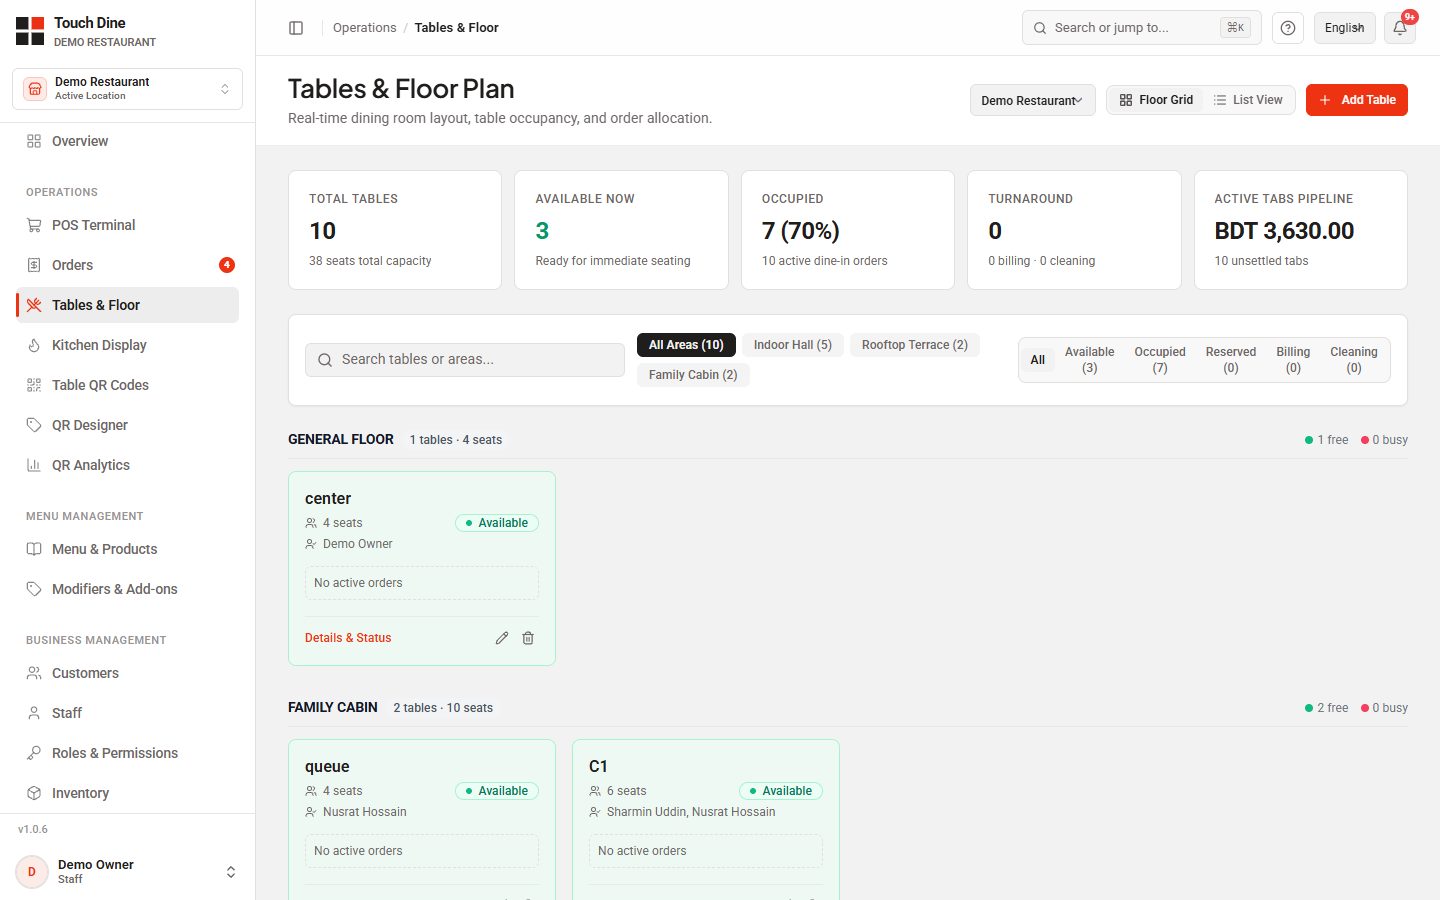 Touch Dine
DEMO RESTAURANT
Demo Restaurant
Active Location
Overview
OPERATIONS
POS Terminal
Orders 4
Tables & Floor
Kitchen Display
Table QR Codes
QR Designer
QR Analytics
MENU MANAGEMENT
Menu & Products
Modifiers & Add-ons
BUSINESS MANAGEMENT
Customers
Staff
Roles & Permissions
Inventory
v1.0.6
D
Demo Owner
Staff
Operations / Tables & Floor
Search or jump to... ⌘K
English
9+
Tables & Floor Plan
Real-time dining room layout, table occupancy, and order allocation.
Demo Restaurant
Floor Grid
List View
Add Table
TOTAL TABLES
10
38 seats total capacity
AVAILABLE NOW
3
Ready for immediate seating
OCCUPIED
7 (70%)
10 active dine-in orders
TURNAROUND
0
0 billing · 0 cleaning
ACTIVE TABS PIPELINE
BDT 3,630.00
10 unsettled tabs
Search tables or areas...
All Areas (10) Indoor Hall (5) Rooftop Terrace (2)
Family Cabin (2)
All
Available
(3)
Occupied
(7)
Reserved
(0)
Billing
(0)
Cleaning
(0)
GENERAL FLOOR 1 tables · 4 seats
1 free 0 busy
center
4 seats Available
Demo Owner
No active orders
Details & Status
FAMILY CABIN 2 tables · 10 seats
2 free 0 busy
queue
4 seats Available
Nusrat Hossain
No active orders
C1
6 seats Available
Sharmin Uddin, Nusrat Hossain
No active orders